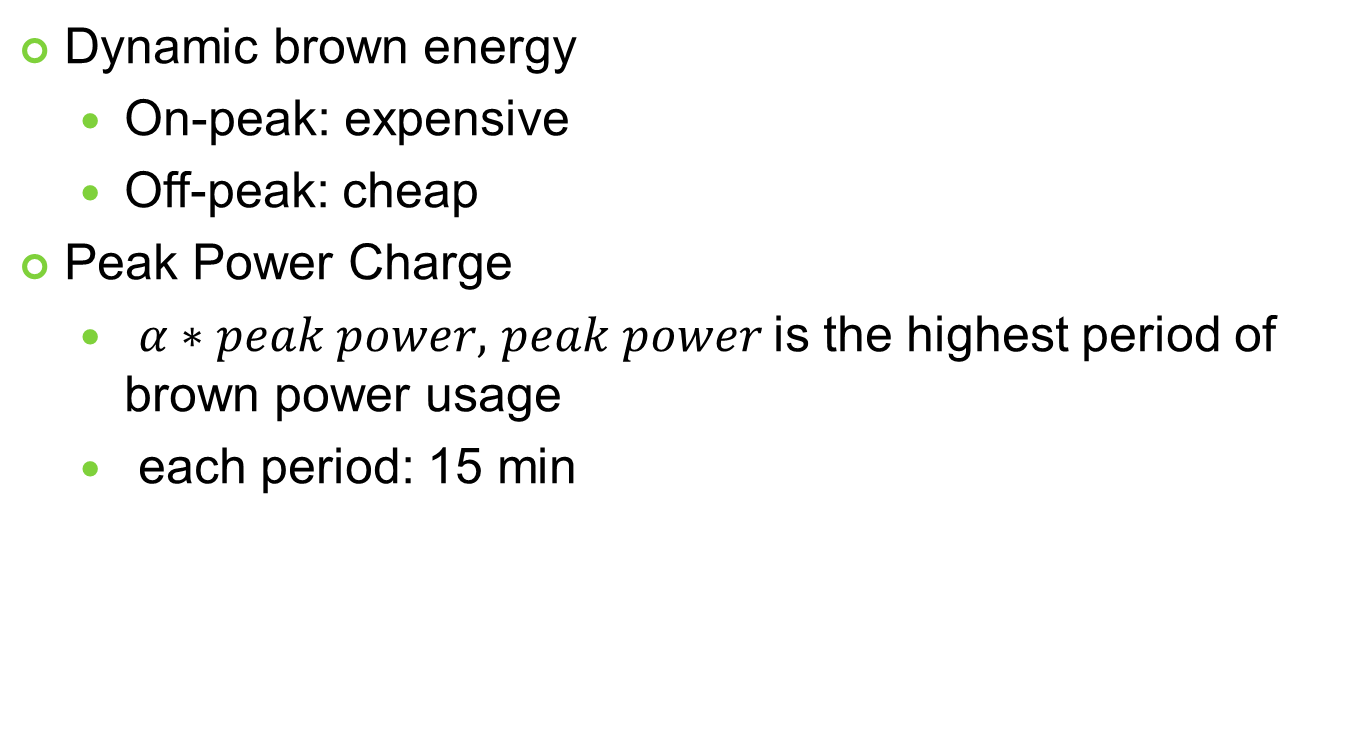 Dynamic brown energy
On-peak: expensive
Off-peak: cheap
Peak Power Charge
α ∗ peak power, peak power is the highest period of
brown power usage
each period: 15 min